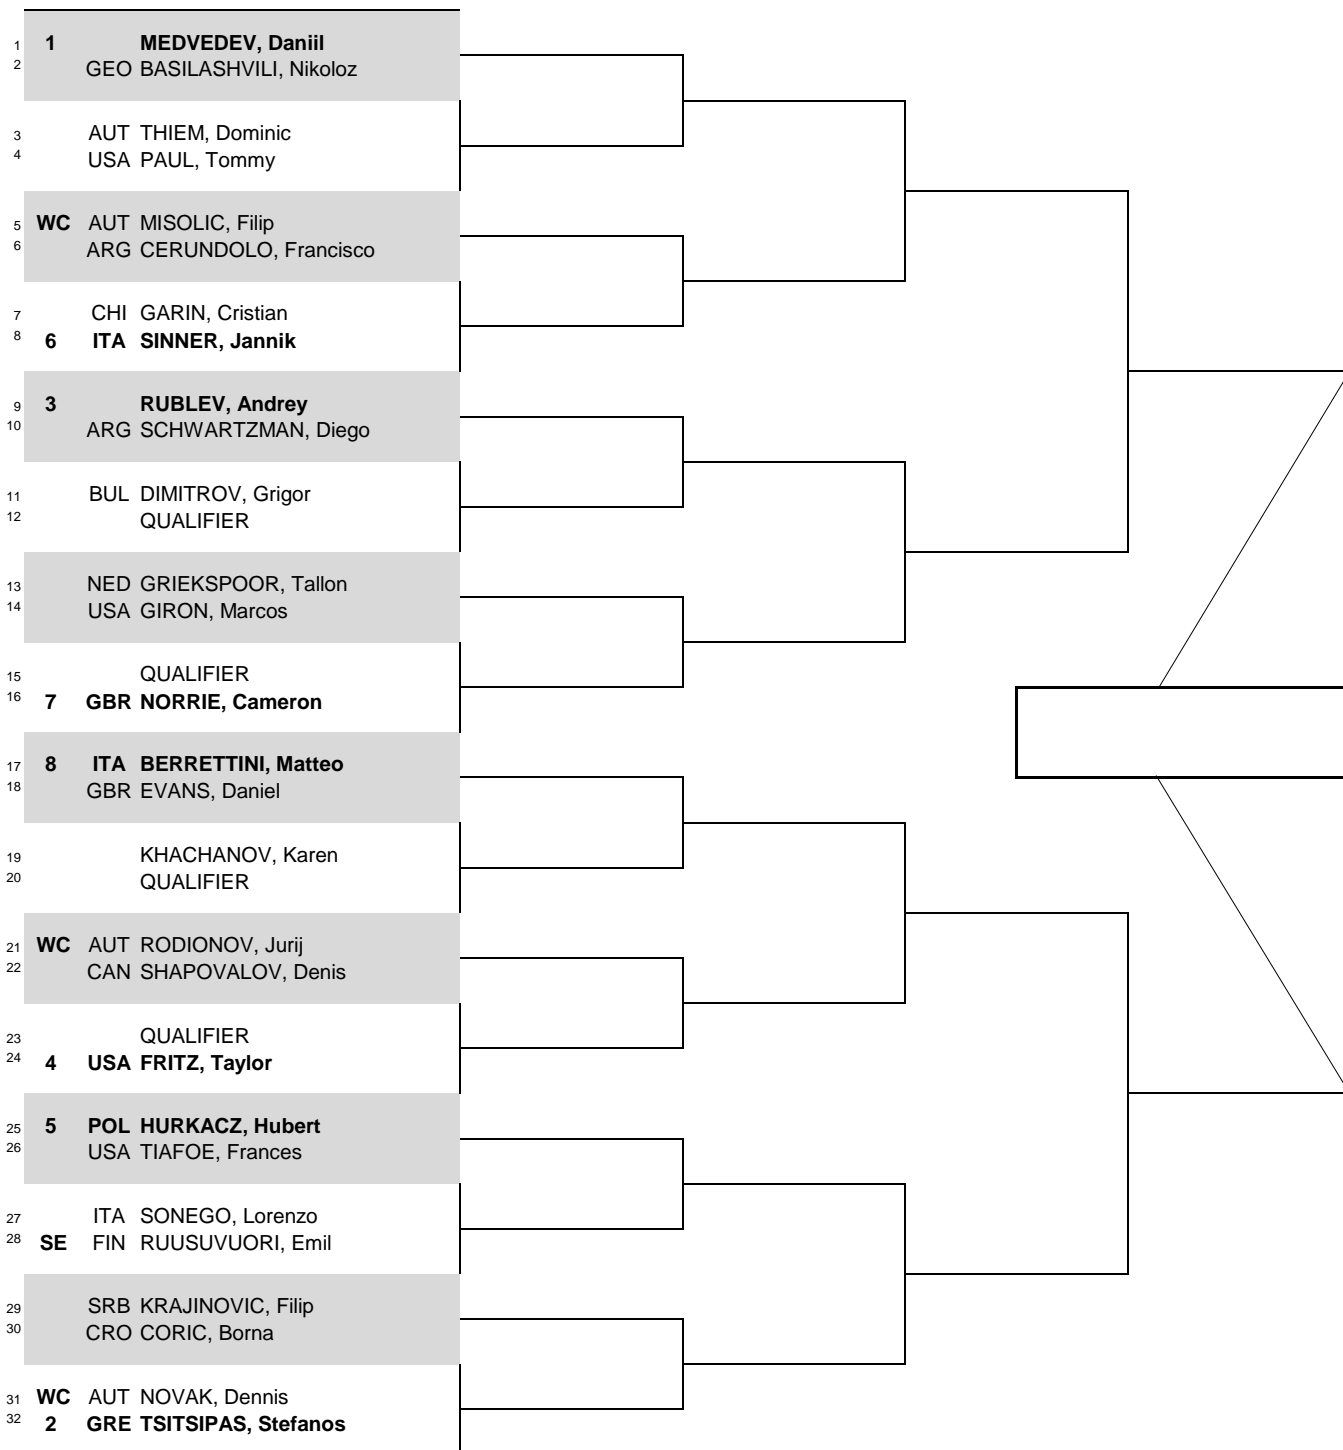 1 1 MEDVEDEV, Daniil
2 GEO BASILASHVILI, Nikoloz
3 AUT THIEM, Dominic
4 USA PAUL, Tommy
5 WC AUT MISOLIC, Filip
6 ARG CERUNDOLO, Francisco
7 CHI GARIN, Cristian
8 6 ITA SINNER, Jannik
9 3 RUBLEV, Andrey
10 ARG SCHWARTZMAN, Diego
11 BUL DIMITROV, Grigor
12 QUALIFIER
13 NED GRIEKSPOOR, Tallon
14 USA GIRON, Marcos
15 QUALIFIER
16 7 GBR NORRIE, Cameron
17 8 ITA BERRETTINI, Matteo
18 GBR EVANS, Daniel
19 KHACHANOV, Karen
20 QUALIFIER
21 WC AUT RODIONOV, Jurij
22 CAN SHAPOVALOV, Denis
23 QUALIFIER
24 4 USA FRITZ, Taylor
25 5 POL HURKACZ, Hubert
26 USA TIAFOE, Frances
27 ITA SONEGO, Lorenzo
28 SE FIN RUUSUVUORI, Emil
29 SRB KRAJINOVIC, Filip
30 CRO CORIC, Borna
31 WC AUT NOVAK, Dennis
32 2 GRE TSITSIPAS, Stefanos